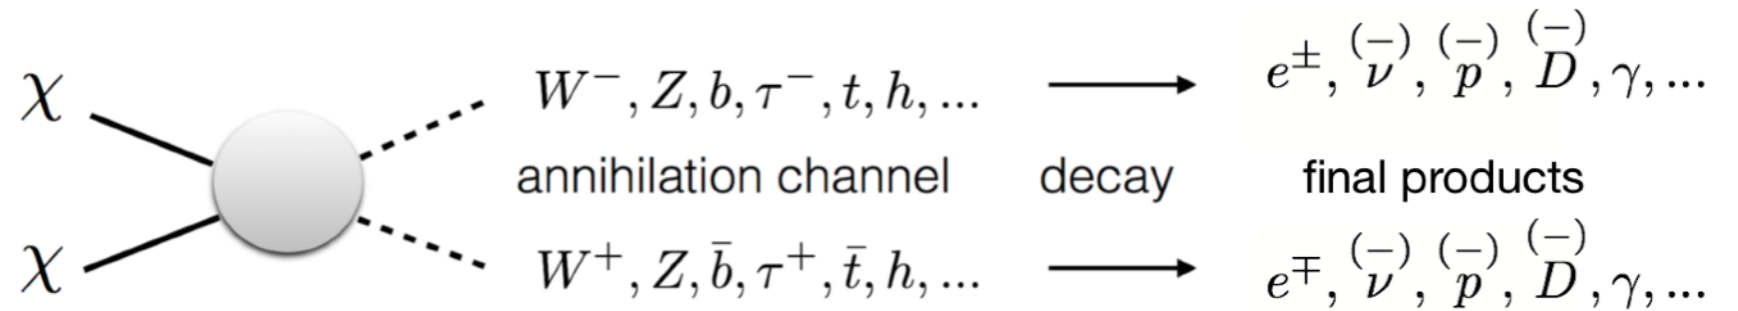 χ W⁻, Z, b, τ⁻, t, h, ... e^±, ν^(−), p^(−), D^(−), γ, ...
annihilation channel decay final products
χ W⁺, Z, b̄, τ⁺, t̄, h, ... e^∓, ν^(−), p^(−), D^(−), γ, ...